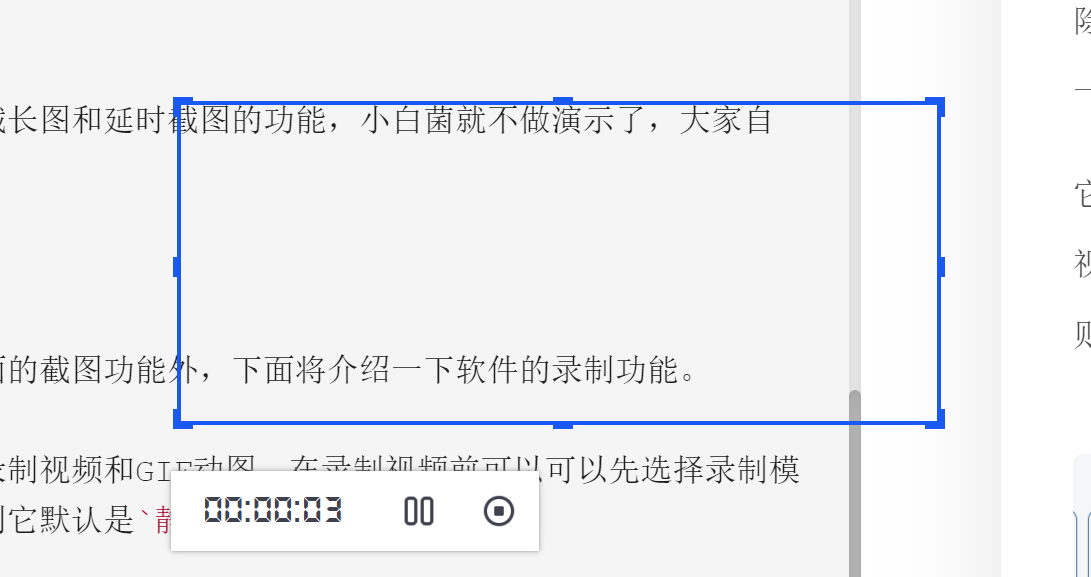 长图和延时截图的功能，小白菌就不做演示了，大家自
的截图功能外，下面将介绍一下软件的录制功能。
制视频和GIF动图。在录制视频前可以可以先选择录制模
它默认是`静
00:00:03
除
一
它
视
则